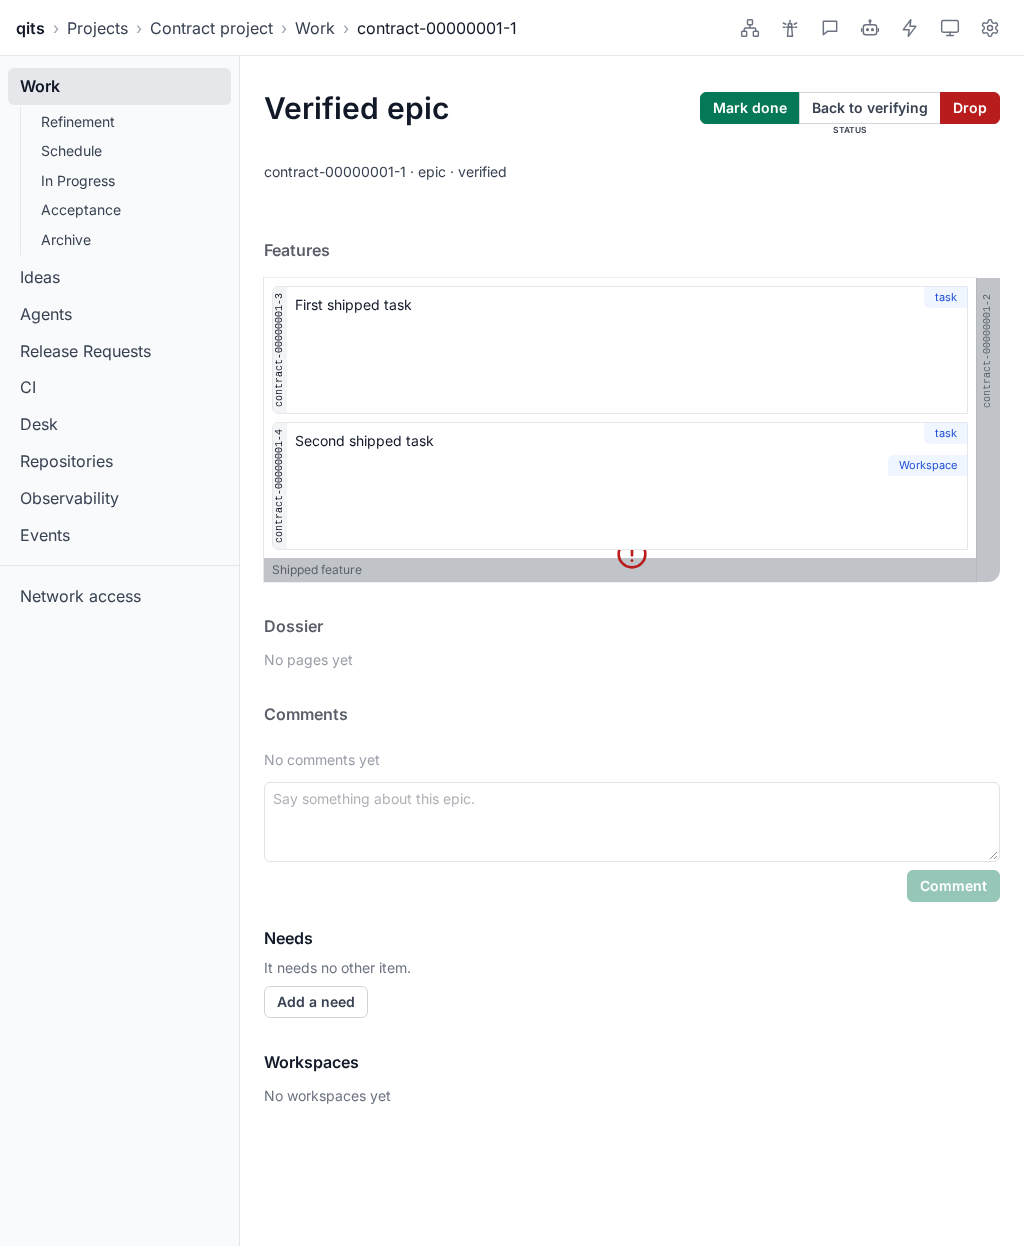 qits › Projects › Contract project › Work › contract-00000001-1
Work
Refinement
Schedule
In Progress
Acceptance
Archive
Ideas
Agents
Release Requests
CI
Desk
Repositories
Observability
Events
Network access
Verified epic
Mark done
Back to verifying
Drop
STATUS
contract-00000001-1 · epic · verified
Features
contract-00000001-3
First shipped task
task
contract-00000001-2
contract-00000001-4
Second shipped task
task
Workspace
Shipped feature
Dossier
No pages yet
Comments
No comments yet
Say something about this epic.
Comment
Needs
It needs no other item.
Add a need
Workspaces
No workspaces yet